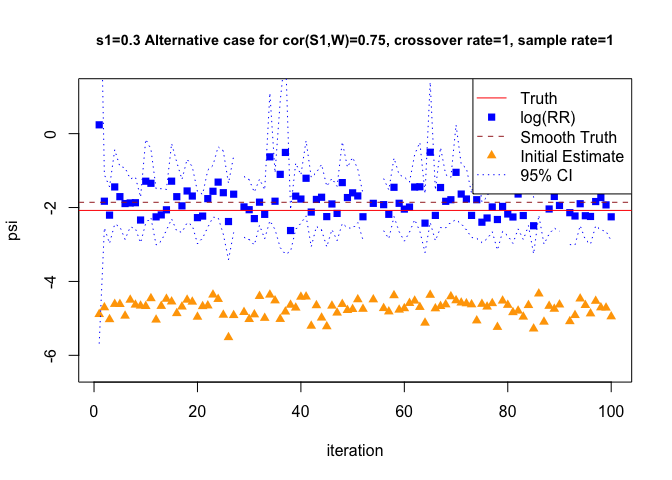 s1=0.3 Alternative case for cor(S1,W)=0.75, crossover rate=1, sample rate=1
Truth
log(RR)
Smooth Truth
Initial Estimate
95% CI
psi
0
-2
-4
-6
0
20
40
60
80
100
iteration